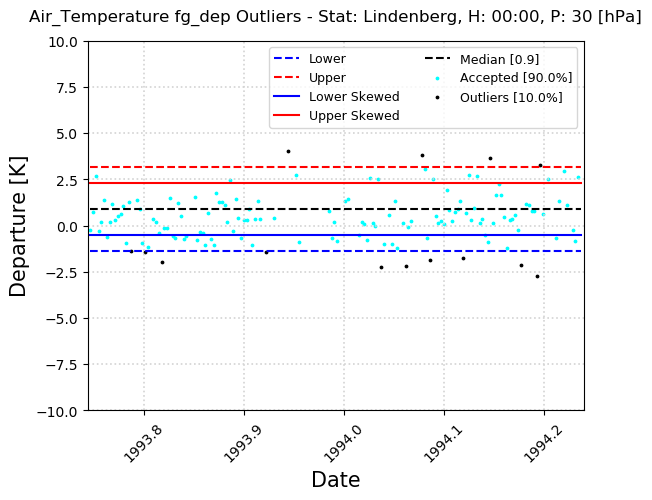 Air_Temperature fg_dep Outliers - Stat: Lindenberg, H: 00:00, P: 30 [hPa]
10.0
7.5
5.0
2.5
0.0
−2.5
−5.0
−7.5
−10.0
Departure [K]
Lower
Upper
Lower Skewed
Upper Skewed
Median [0.9]
Accepted [90.0%]
Outliers [10.0%]
1993.8
1993.9
1994.0
1994.1
1994.2
Date